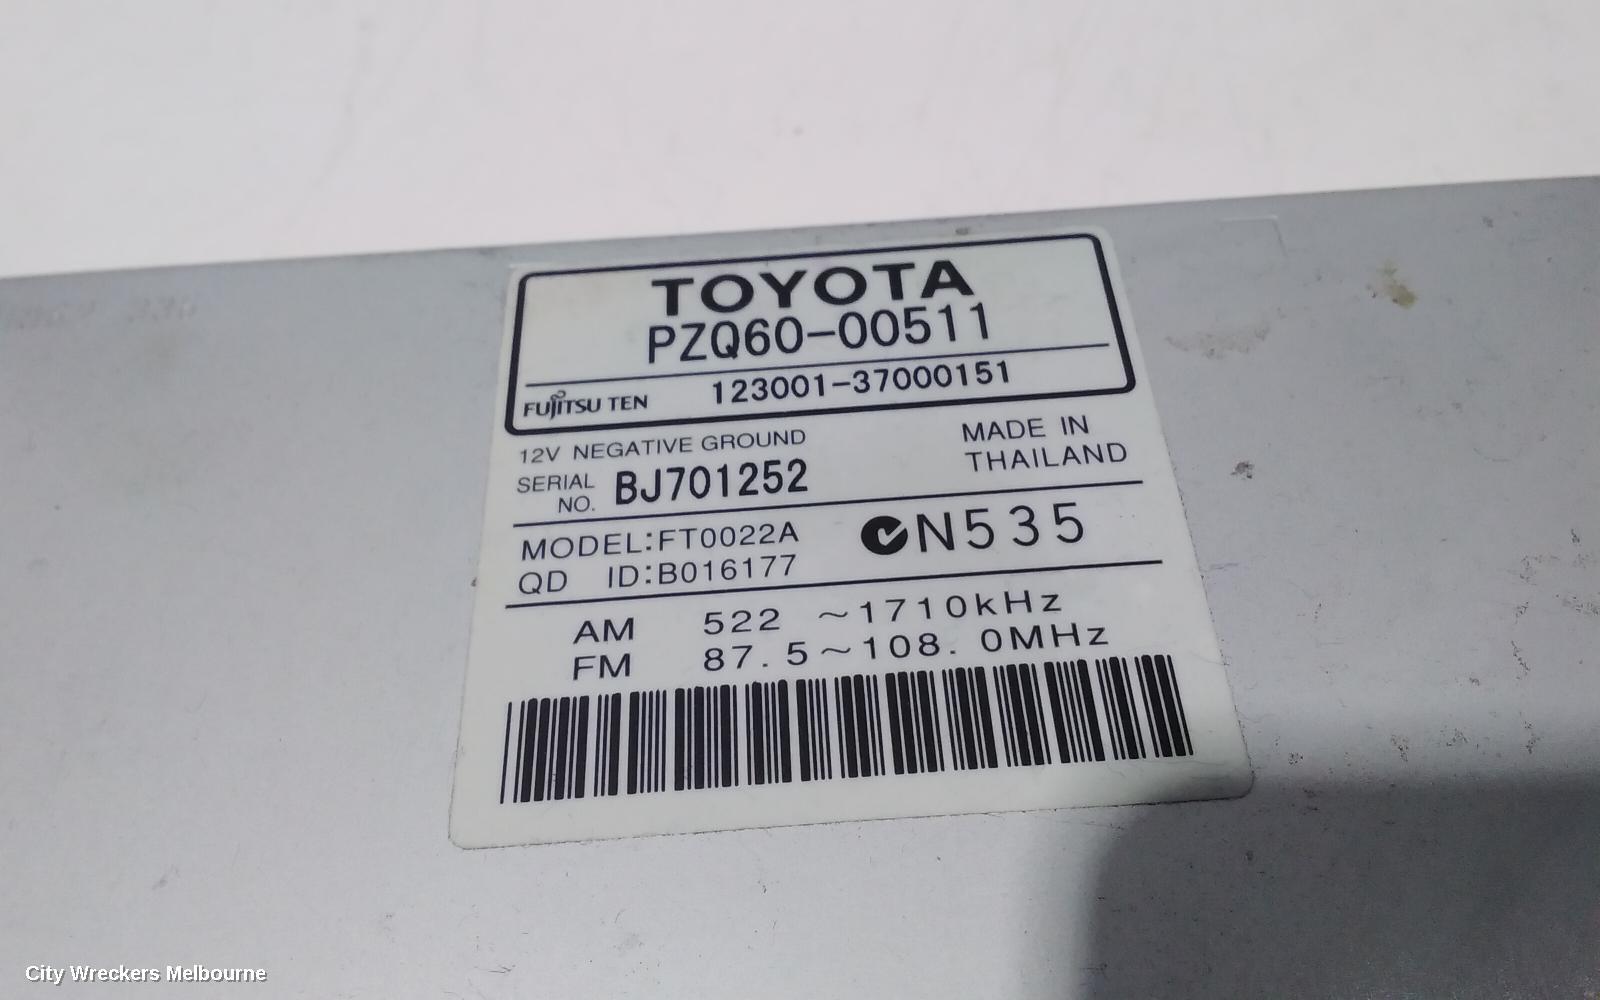 TOYOTA
PZQ60-00511
FUJITSU TEN 123001-37000151
12V NEGATIVE GROUND
MADE IN
THAILAND
SERIAL
NO. BJ701252
MODEL:FT0022A
QD ID:B016177
N535
AM 522 ~1710kHz
FM 87.5~108.0MHz
City Wreckers Melbourne